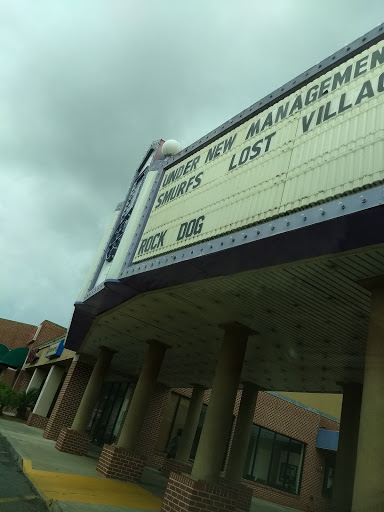 UNDER NEW MANAGEMEN
SMURFS LOST VILLAG
ROCK DOG